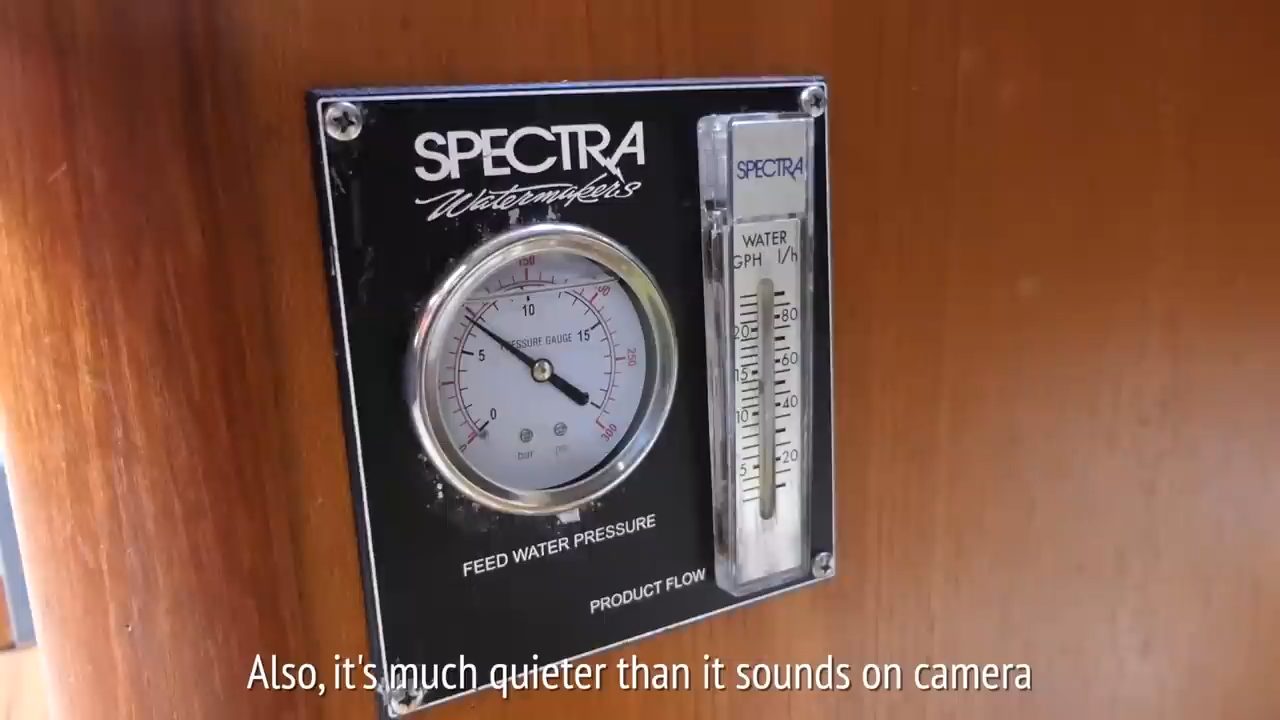 SPECTRA
Watermakers
SPECTRA
WATER
GPH l/h
150
10
15
5
250
PRESSURE GAUGE
0
0
300
bar
80
20
60
15
40
10
20
5
FEED WATER PRESSURE
PRODUCT FLOW
Also, it's much quieter than it sounds on camera